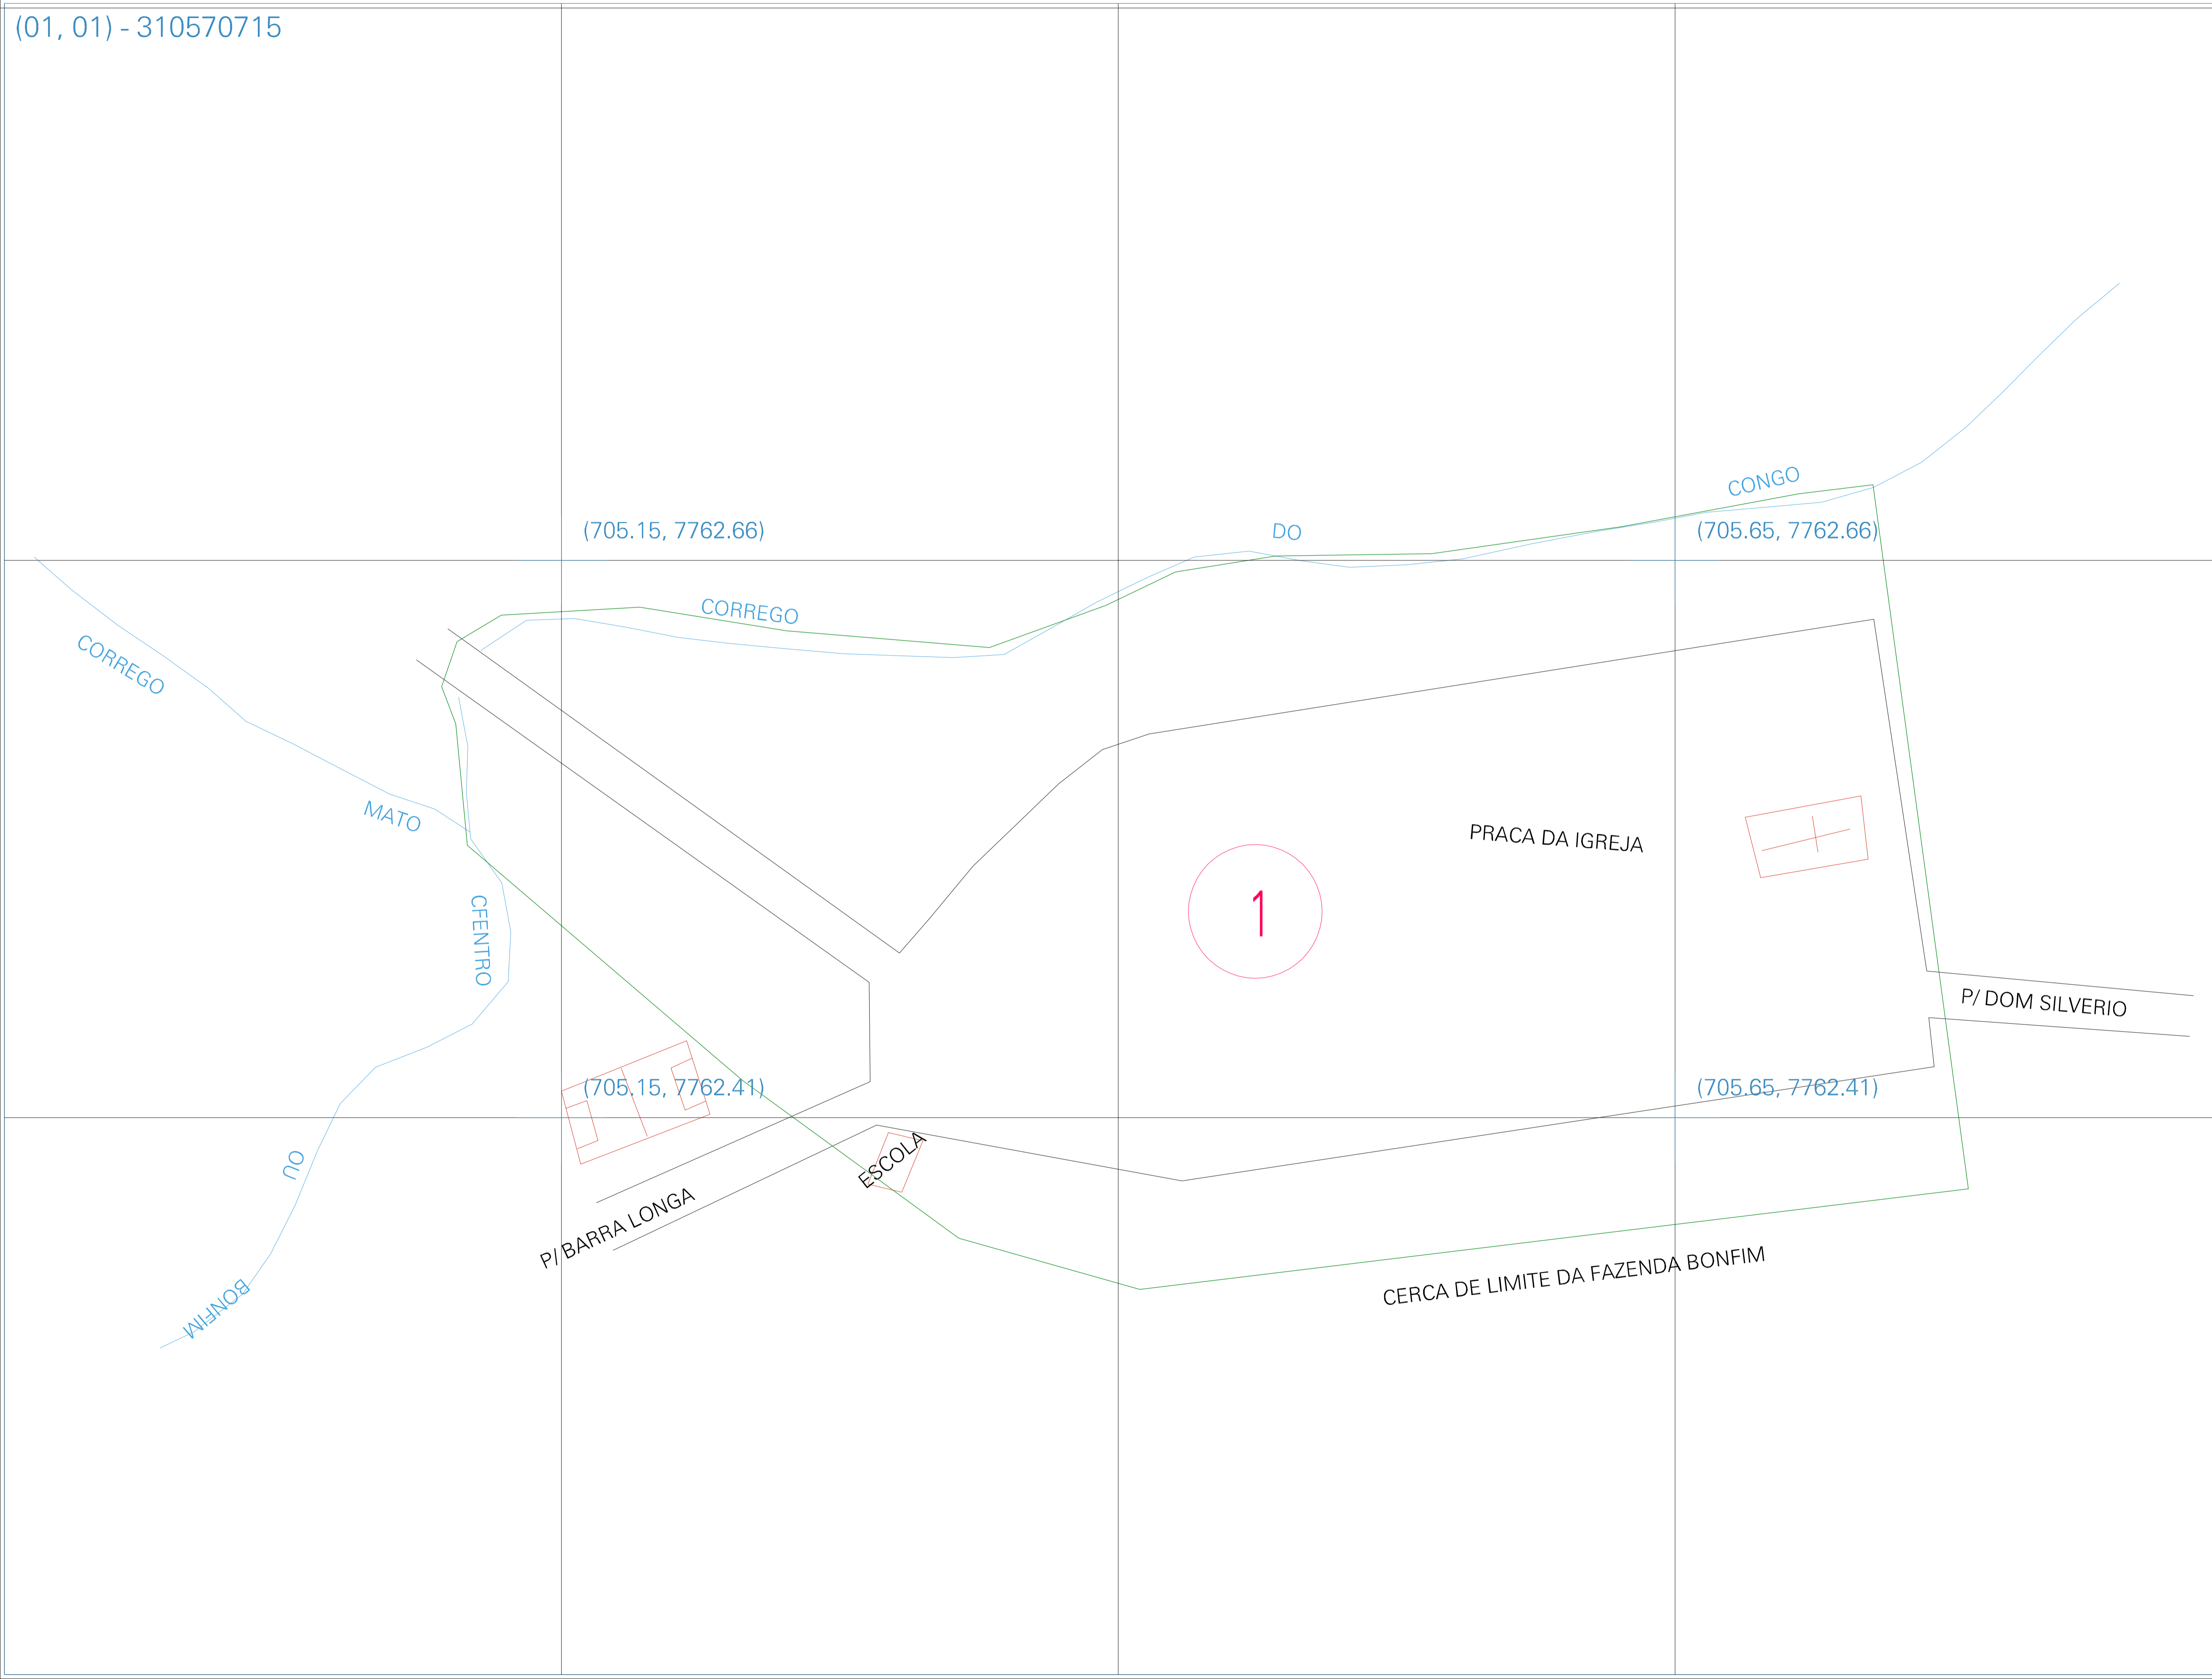 (01, 01) - 310570715
CONGO
(705.15, 7762.66)
DO
(705.65, 7762.66)
CORREGO
CORREGO
MATO
PRACA DA IGREJA
1
CFENTRO
P/ DOM SILVERIO
(705.15, 7762.41)
(705.65, 7762.41)
ESCOLA
OU
P/ BARRA LONGA
CERCA DE LIMITE DA FAZENDA BONFIM
BONFIM